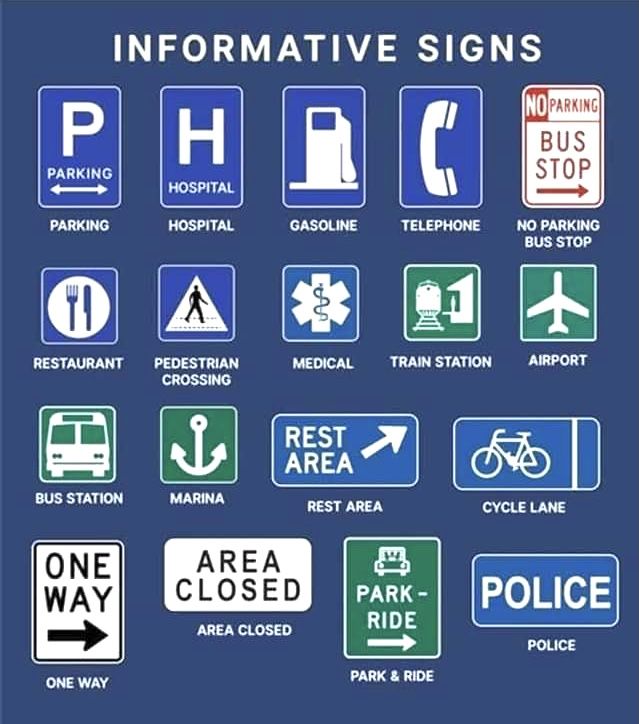 INFORMATIVE SIGNS
P
PARKING
PARKING
H
HOSPITAL
HOSPITAL
GASOLINE
TELEPHONE
NO PARKING
BUS
STOP
NO PARKING
BUS STOP
RESTAURANT
PEDESTRIAN
CROSSING
MEDICAL
TRAIN STATION
AIRPORT
BUS STATION
MARINA
REST
AREA
REST AREA
CYCLE LANE
ONE
WAY
ONE WAY
AREA
CLOSED
AREA CLOSED
PARK-
RIDE
PARK & RIDE
POLICE
POLICE